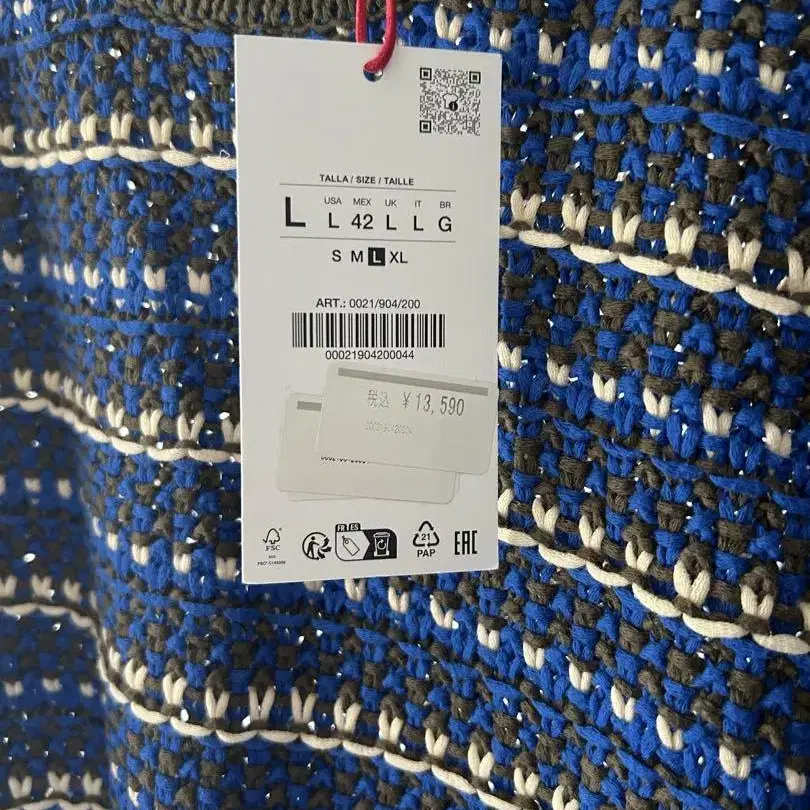 TALLA / SIZE / TAILLE
USA MEX UK IT BR
L L 42 L L G
S M L XL
ART.: 0021/904/200
00021904200044
税込 ¥13,590
FR ES
FSC
21
PAP
EAC